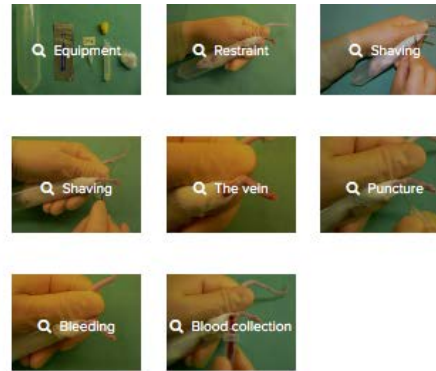 Equipment
Restraint
Shaving
Shaving
The vein
Puncture
Bleeding
Blood collection